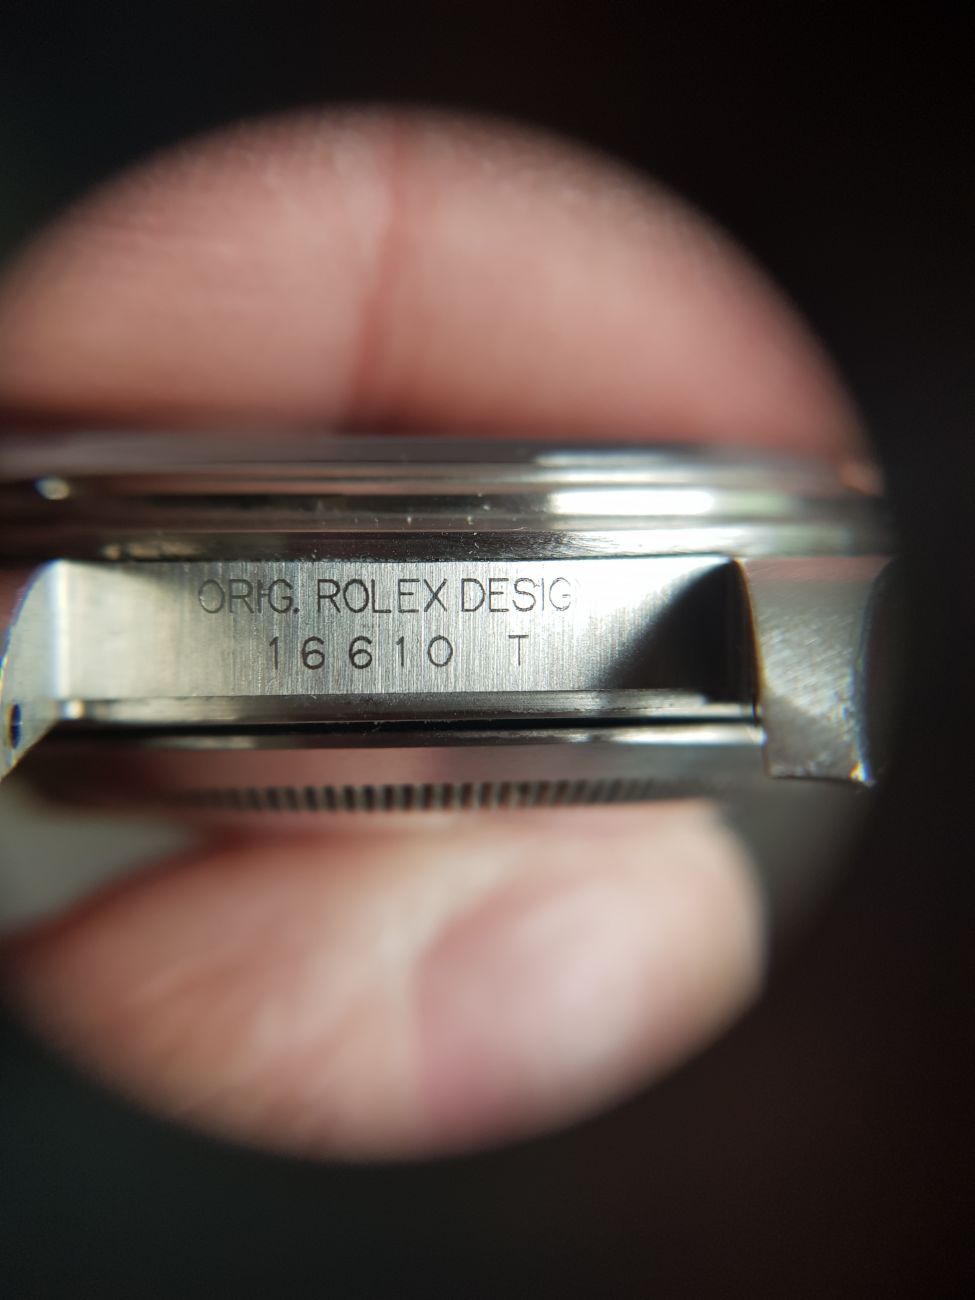 ORIG. ROLEX DESIG
16610 T